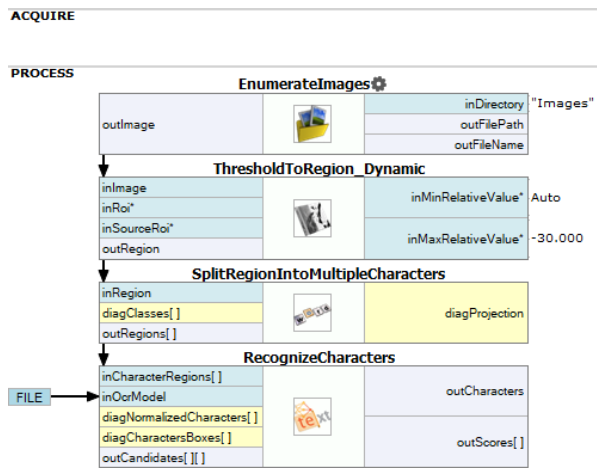 ACQUIRE
PROCESS
EnumerateImages
outImage
inDirectory "Images"
outFilePath
outFileName
ThresholdToRegion_Dynamic
inImage
inRoi*
inSourceRoi*
outRegion
inMinRelativeValue* Auto
inMaxRelativeValue* -30.000
SplitRegionIntoMultipleCharacters
inRegion
diagClasses[ ]
outRegions[ ]
diagProjection
RecognizeCharacters
inCharacterRegions[ ]
FILE inOcrModel
diagNormalizedCharacters[ ]
diagCharactersBoxes[ ]
outCandidates[ ][ ]
text
outCharacters
outScores[ ]